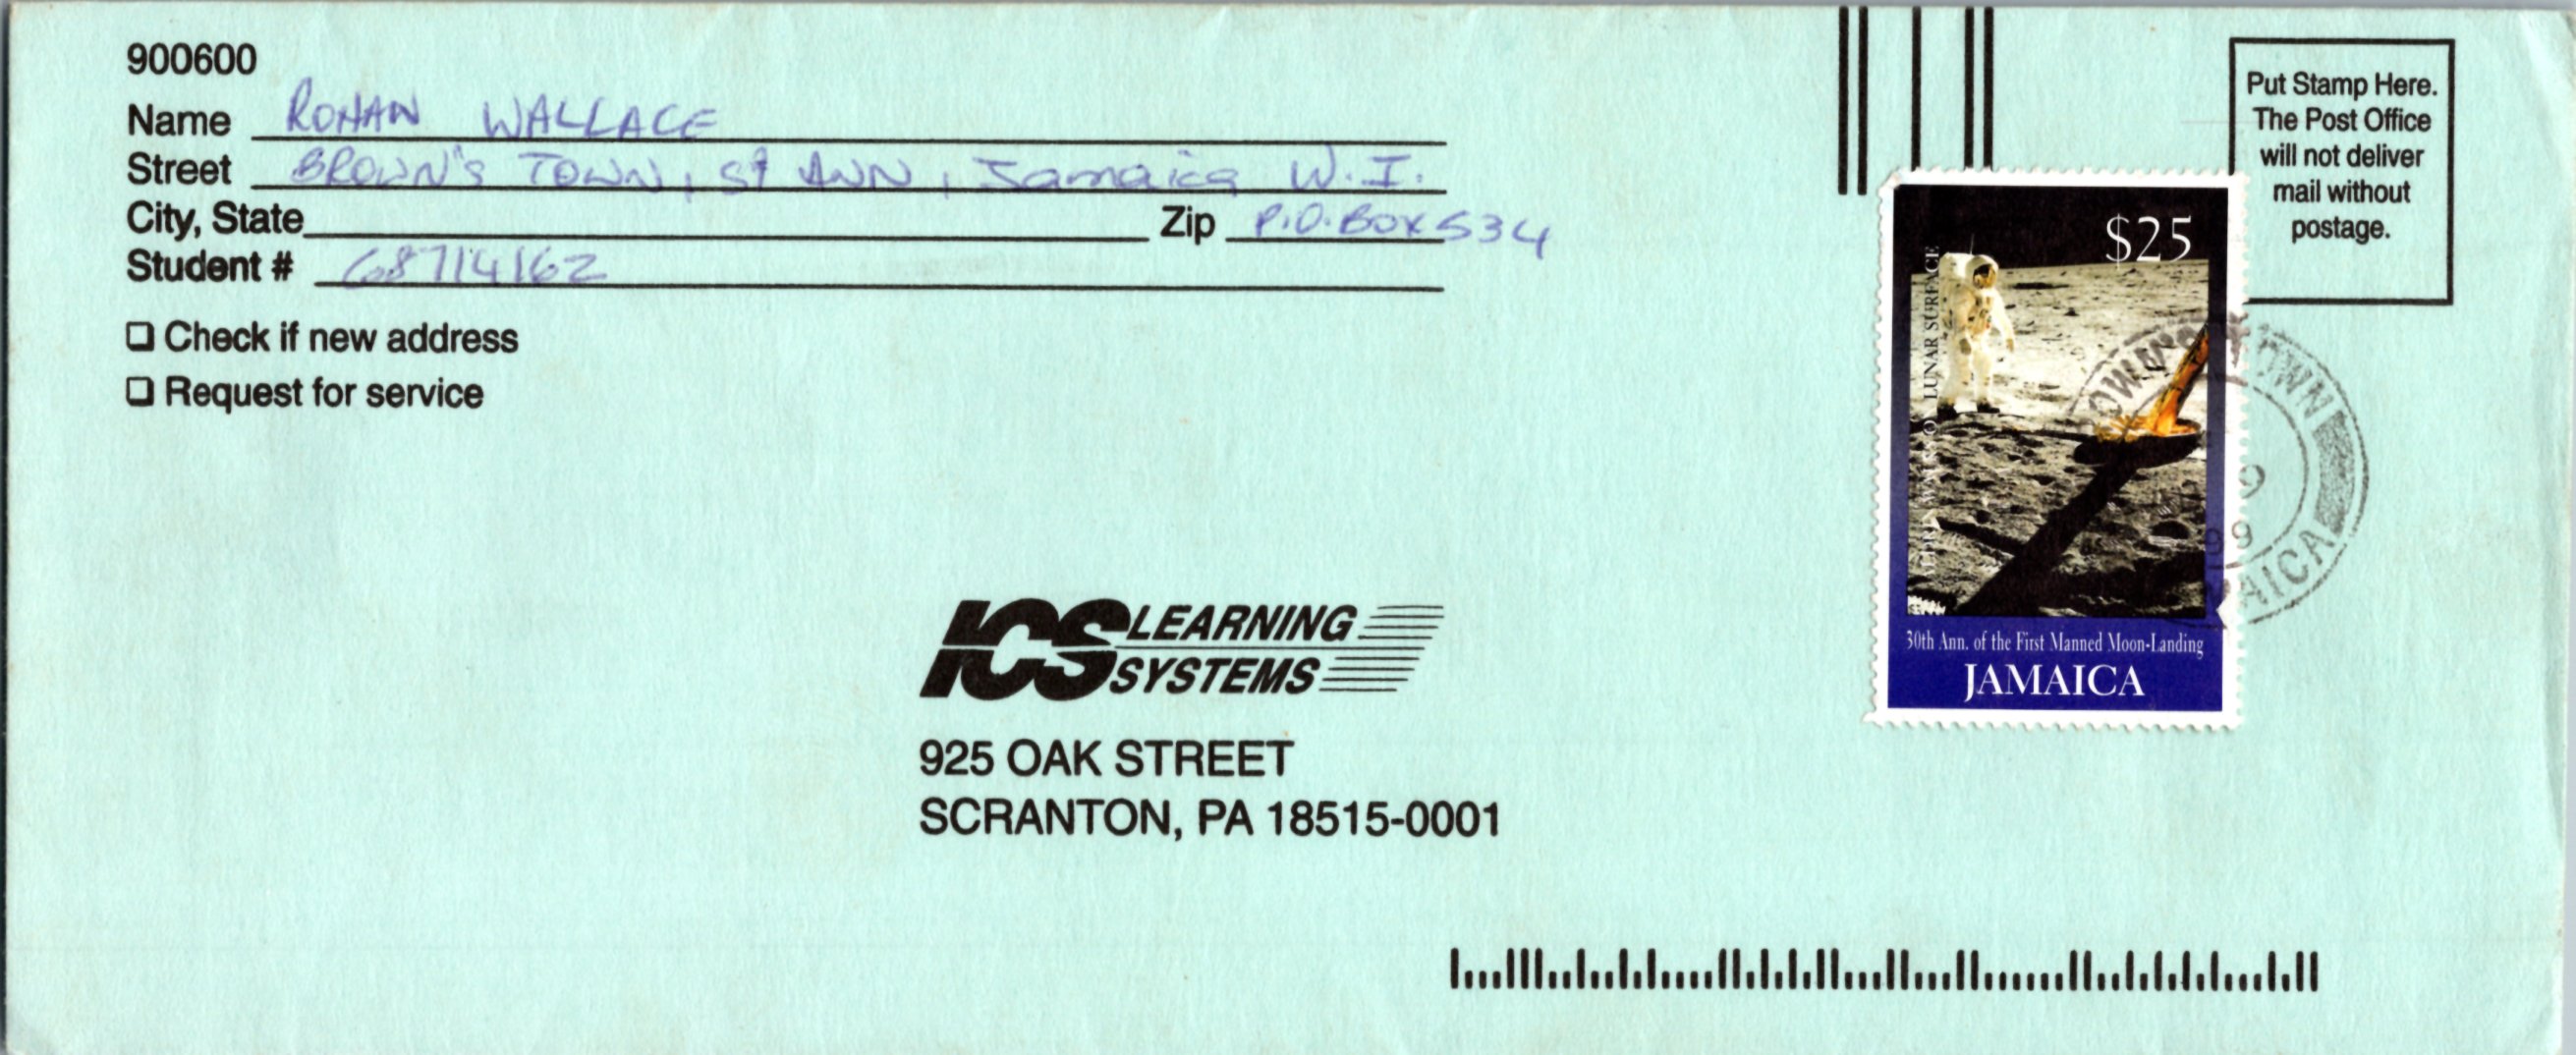 900600
Name ROHAN WALLACE
Street BROWN'S TOWN, St ANN, Jamaica W.I.
City, State Zip P.O. BOX 534
Student # 68714162
Check if new address
Request for service
Put Stamp Here.
The Post Office
will not deliver
mail without
postage.
$25
LUNAR SURFACE
30th Ann. of the First Manned Moon-Landing
JAMAICA
ICS LEARNING
SYSTEMS
925 OAK STREET
SCRANTON, PA 18515-0001